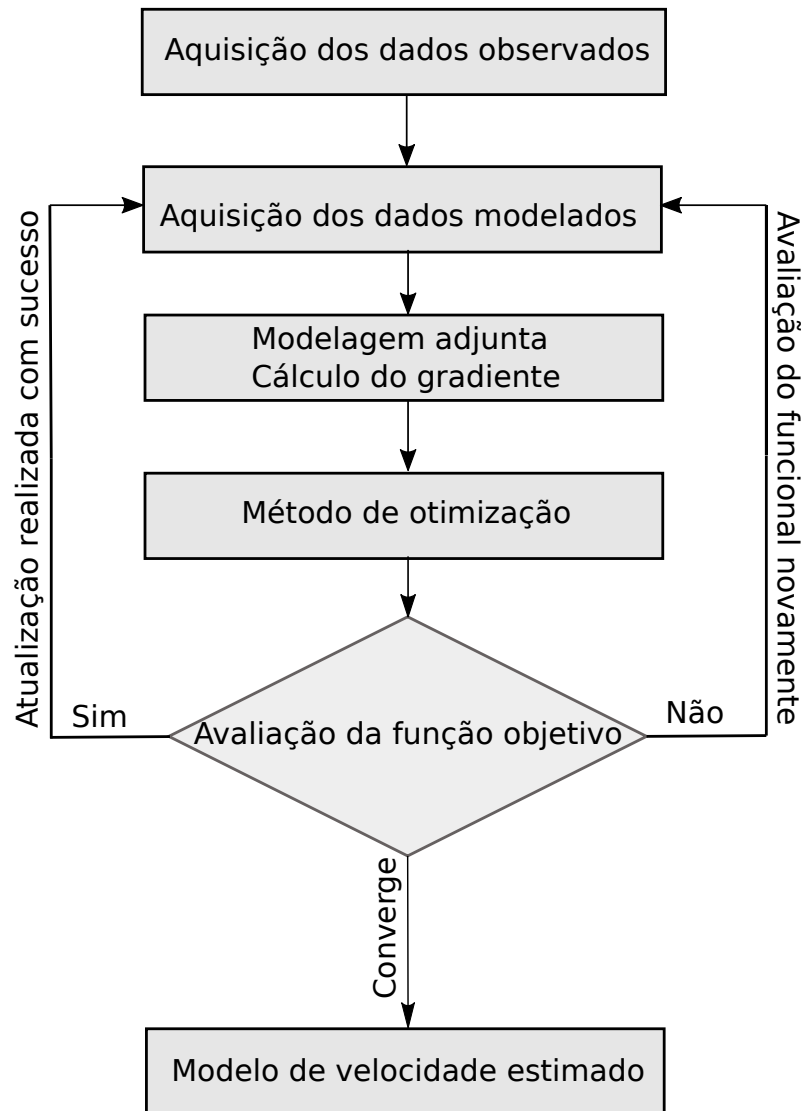 Aquisição dos dados observados
Aquisição dos dados modelados
Modelagem adjunta
Cálculo do gradiente
Método de otimização
Avaliação da função objetivo
Sim
Não
Atualização realizada com sucesso
Avaliação do funcional novamente
Converge
Modelo de velocidade estimado